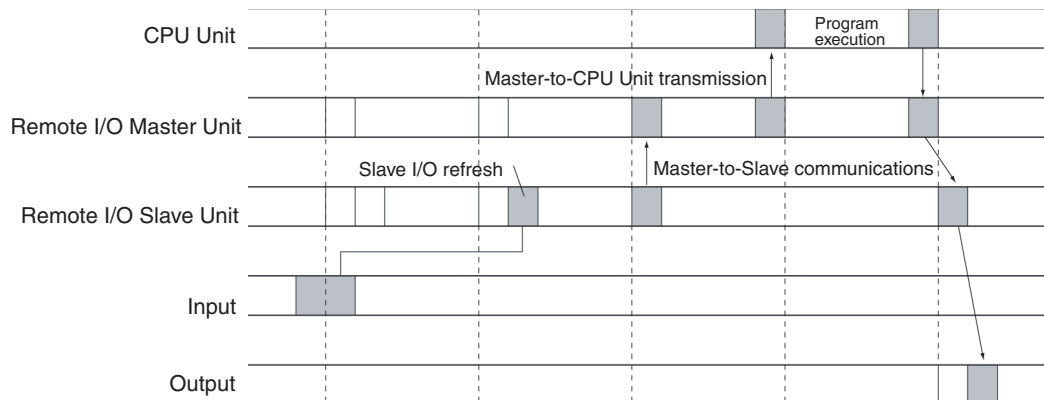 CPU Unit
Program
execution
Master-to-CPU Unit transmission
Remote I/O Master Unit
Slave I/O refresh
Master-to-Slave communications
Remote I/O Slave Unit
Input
Output